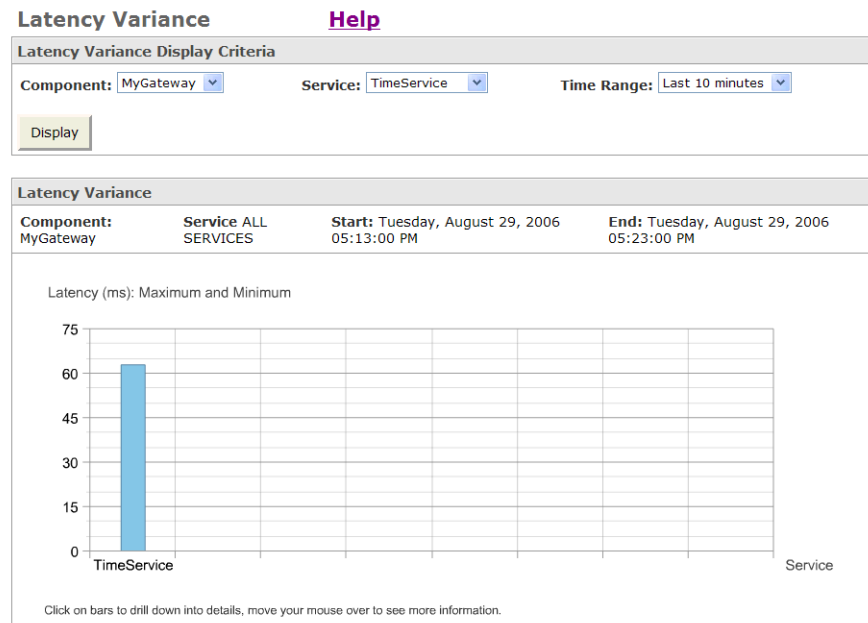 Latency Variance Help
Latency Variance Display Criteria
Component: MyGateway Service: TimeService Time Range: Last 10 minutes
Display
Latency Variance
Component: Service ALL Start: Tuesday, August 29, 2006 End: Tuesday, August 29, 2006
MyGateway SERVICES 05:13:00 PM 05:23:00 PM
Latency (ms): Maximum and Minimum
75
60
45
30
15
0
TimeService Service
Click on bars to drill down into details, move your mouse over to see more information.